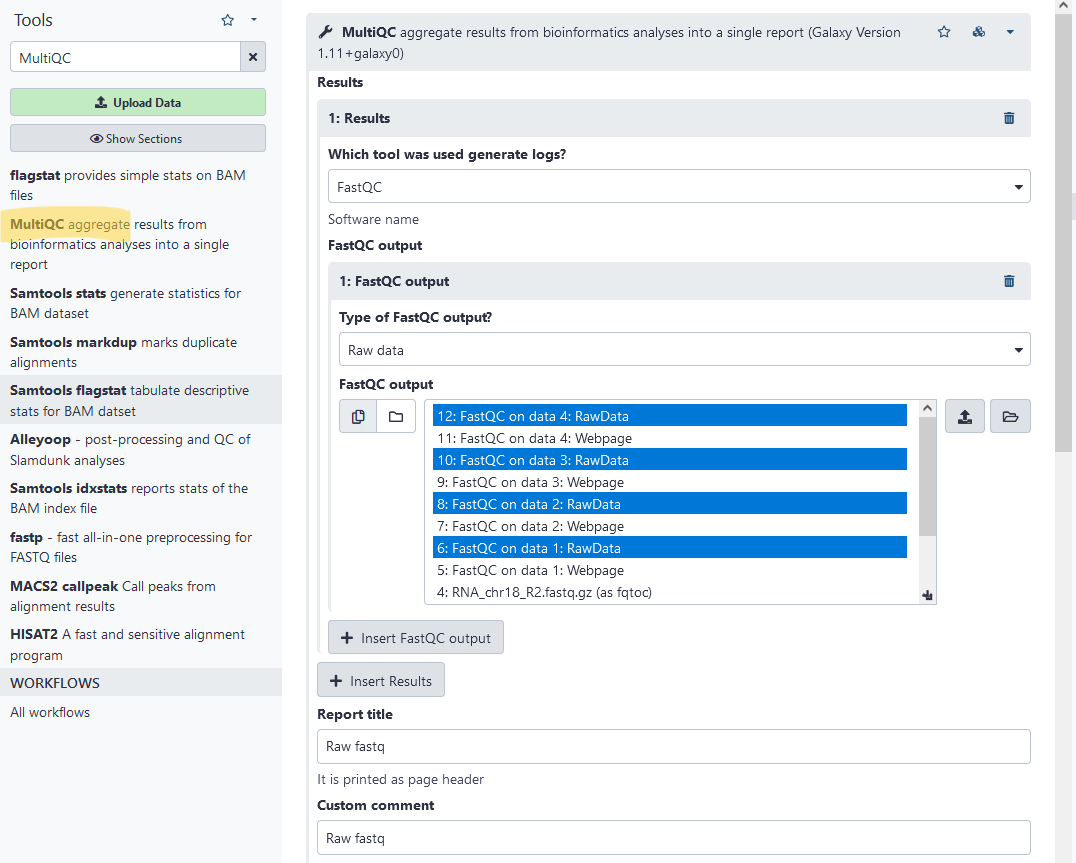 Tools
MultiQC
Upload Data
Show Sections
flagstat provides simple stats on BAM
files
MultiQC aggregate results from
bioinformatics analyses into a single
report
Samtools stats generate statistics for
BAM dataset
Samtools markdup marks duplicate
alignments
Samtools flagstat tabulate descriptive
stats for BAM datset
Alleyoop - post-processing and QC of
Slamdunk analyses
Samtools idxstats reports stats of the
BAM index file
fastp - fast all-in-one preprocessing for
FASTQ files
MACS2 callpeak Call peaks from
alignment results
HISAT2 A fast and sensitive alignment
program
WORKFLOWS
All workflows
MultiQC aggregate results from bioinformatics analyses into a single report (Galaxy Version
1.11+galaxy0)
Results
1: Results
Which tool was used generate logs?
FastQC
Software name
FastQC output
1: FastQC output
Type of FastQC output?
Raw data
FastQC output
12: FastQC on data 4: RawData
11: FastQC on data 4: Webpage
10: FastQC on data 3: RawData
9: FastQC on data 3: Webpage
8: FastQC on data 2: RawData
7: FastQC on data 2: Webpage
6: FastQC on data 1: RawData
5: FastQC on data 1: Webpage
4: RNA_chr18_R2.fastq.gz (as fqtoc)
Insert FastQC output
Insert Results
Report title
Raw fastq
It is printed as page header
Custom comment
Raw fastq